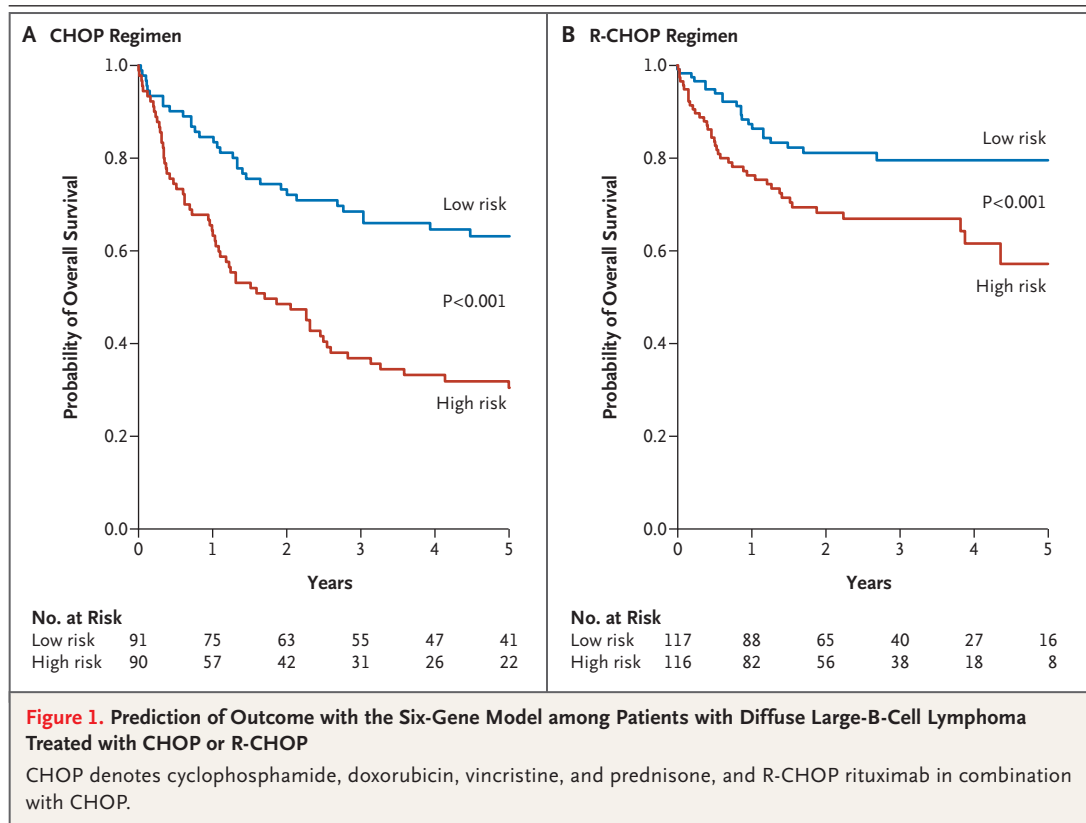 A CHOP Regimen
1.0
0.8
0.6
0.4
0.2
0.0
Probability of Overall Survival
Low risk
P<0.001
High risk
0 1 2 3 4 5
Years
No. at Risk
Low risk 91 75 63 55 47 41
High risk 90 57 42 31 26 22
B R-CHOP Regimen
1.0
0.8
0.6
0.4
0.2
0.0
Probability of Overall Survival
Low risk
P<0.001
High risk
0 1 2 3 4 5
Years
No. at Risk
Low risk 117 88 65 40 27 16
High risk 116 82 56 38 18 8
Figure 1. Prediction of Outcome with the Six-Gene Model among Patients with Diffuse Large-B-Cell Lymphoma
Treated with CHOP or R-CHOP
CHOP denotes cyclophosphamide, doxorubicin, vincristine, and prednisone, and R-CHOP rituximab in combination
with CHOP.